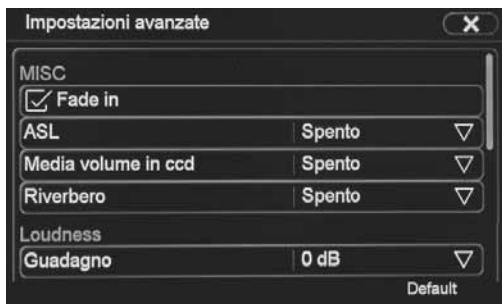 Impostazioni avanzate
MISC
Fade in
ASL Spento
Media volume in ccd Spento
Riverbero Spento
Loudness
Guadagno 0 dB
Default